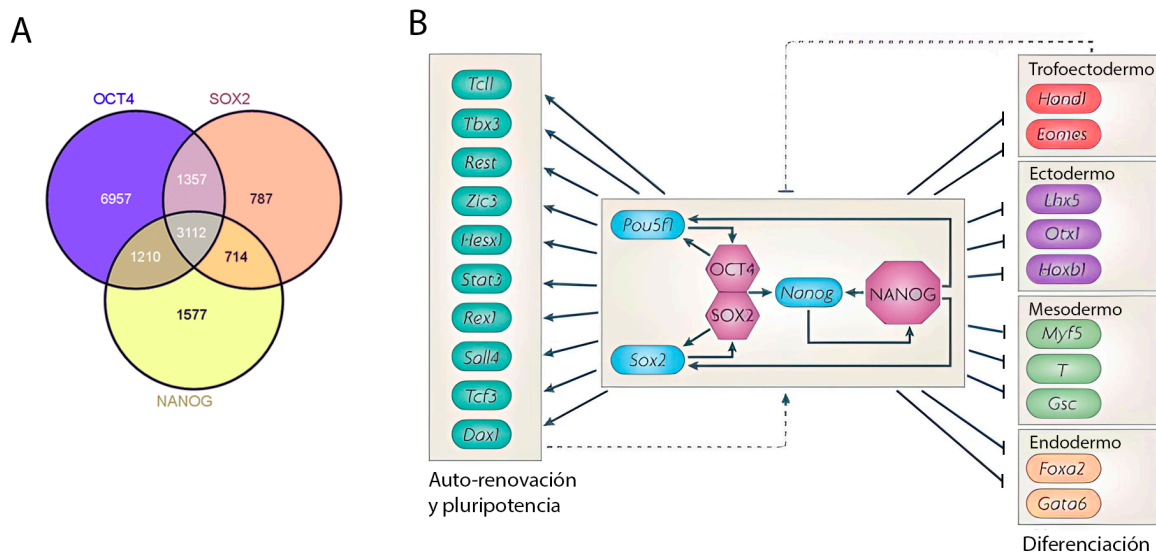 A
OCT4
SOX2
6957
1357
787
3112
1210
714
1577
NANOG
B
Tcl1
Tbx3
Rest
Zic3
Hesx1
Stat3
Rex1
Sall4
Tcf3
Dax1
Auto-renovación
y pluripotencia
Pou5f1
OCT4
SOX2
Nanog
NANOG
Sox2
Trofoectodermo
Hand1
Eomes
Ectodermo
Lhx5
Otx1
Hoxb1
Mesodermo
Myf5
T
Gsc
Endodermo
Foxa2
Gata6
Diferenciación